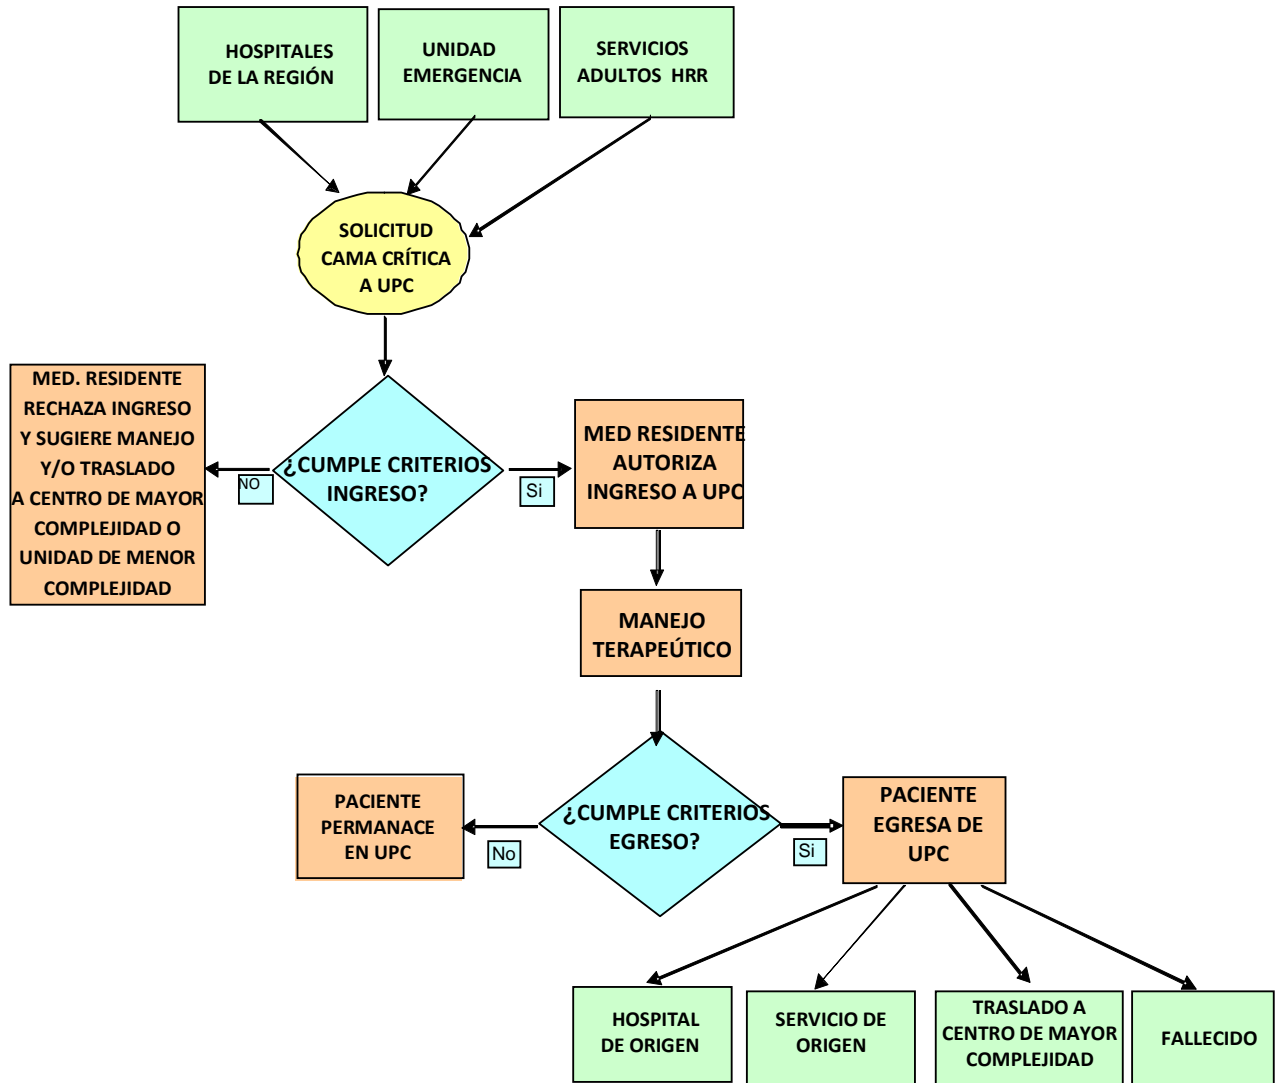 HOSPITALES
DE LA REGIÓN
UNIDAD
EMERGENCIA
SERVICIOS
ADULTOS HRR
SOLICITUD
CAMA CRÍTICA
A UPC
MED. RESIDENTE
RECHAZA INGRESO
Y SUGIERE MANEJO
Y/O TRASLADO
A CENTRO DE MAYOR
COMPLEJIDAD O
UNIDAD DE MENOR
COMPLEJIDAD
NO
¿CUMPLE CRITERIOS
INGRESO?
Si
MED RESIDENTE
AUTORIZA
INGRESO A UPC
MANEJO
TERAPEÚTICO
PACIENTE
PERMANACE
EN UPC
No
¿CUMPLE CRITERIOS
EGRESO?
Si
PACIENTE
EGRESA DE
UPC
HOSPITAL
DE ORIGEN
SERVICIO DE
ORIGEN
TRASLADO A
CENTRO DE MAYOR
COMPLEJIDAD
FALLECIDO